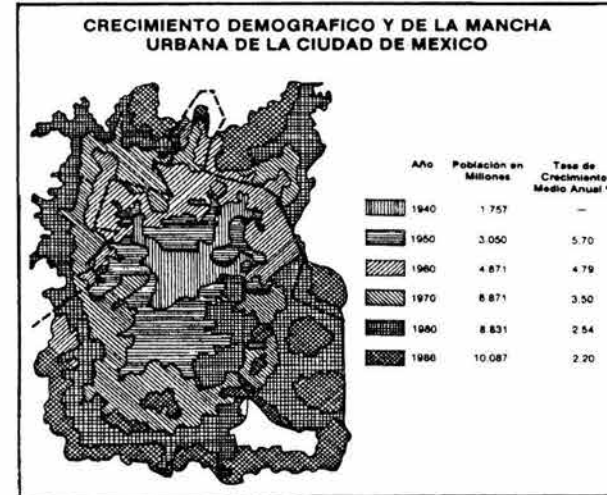 CRECIMIENTO DEMOGRAFICO Y DE LA MANCHA
URBANA DE LA CIUDAD DE MEXICO
Año Población en Millones Tasa de Crecimiento Medio Anual
1940 1.757 —
1950 3.050 5.70
1960 4.871 4.79
1970 6.871 3.50
1980 8.831 2.54
1986 10.087 2.20